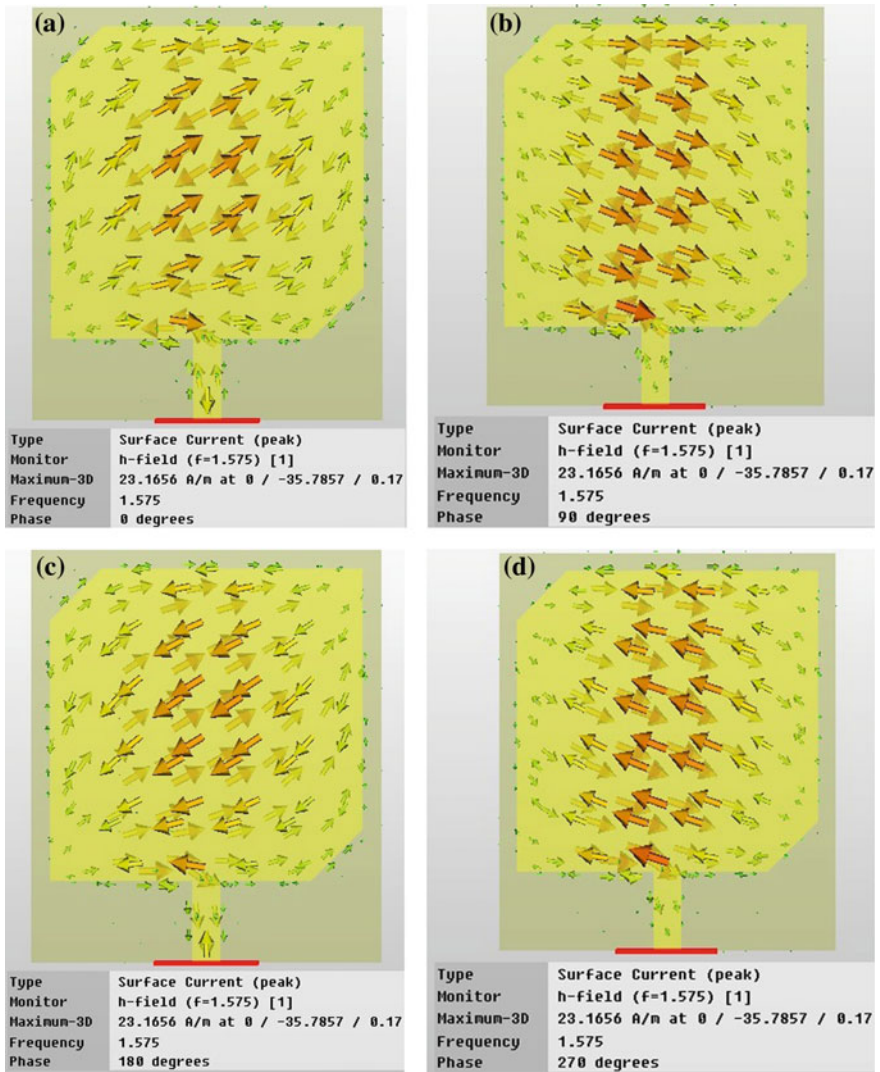 (a)
Type Surface Current (peak)
Monitor h-field (f=1.575) [1]
Maximum-3D 23.1656 A/m at 0 / -35.7857 / 0.17
Frequency 1.575
Phase 0 degrees
(b)
Type Surface Current (peak)
Monitor h-field (f=1.575) [1]
Maximum-3D 23.1656 A/m at 0 / -35.7857 / 0.17
Frequency 1.575
Phase 90 degrees
(c)
Type Surface Current (peak)
Monitor h-field (f=1.575) [1]
Maximum-3D 23.1656 A/m at 0 / -35.7857 / 0.17
Frequency 1.575
Phase 180 degrees
(d)
Type Surface Current (peak)
Monitor h-field (f=1.575) [1]
Maximum-3D 23.1656 A/m at 0 / -35.7857 / 0.17
Frequency 1.575
Phase 270 degrees